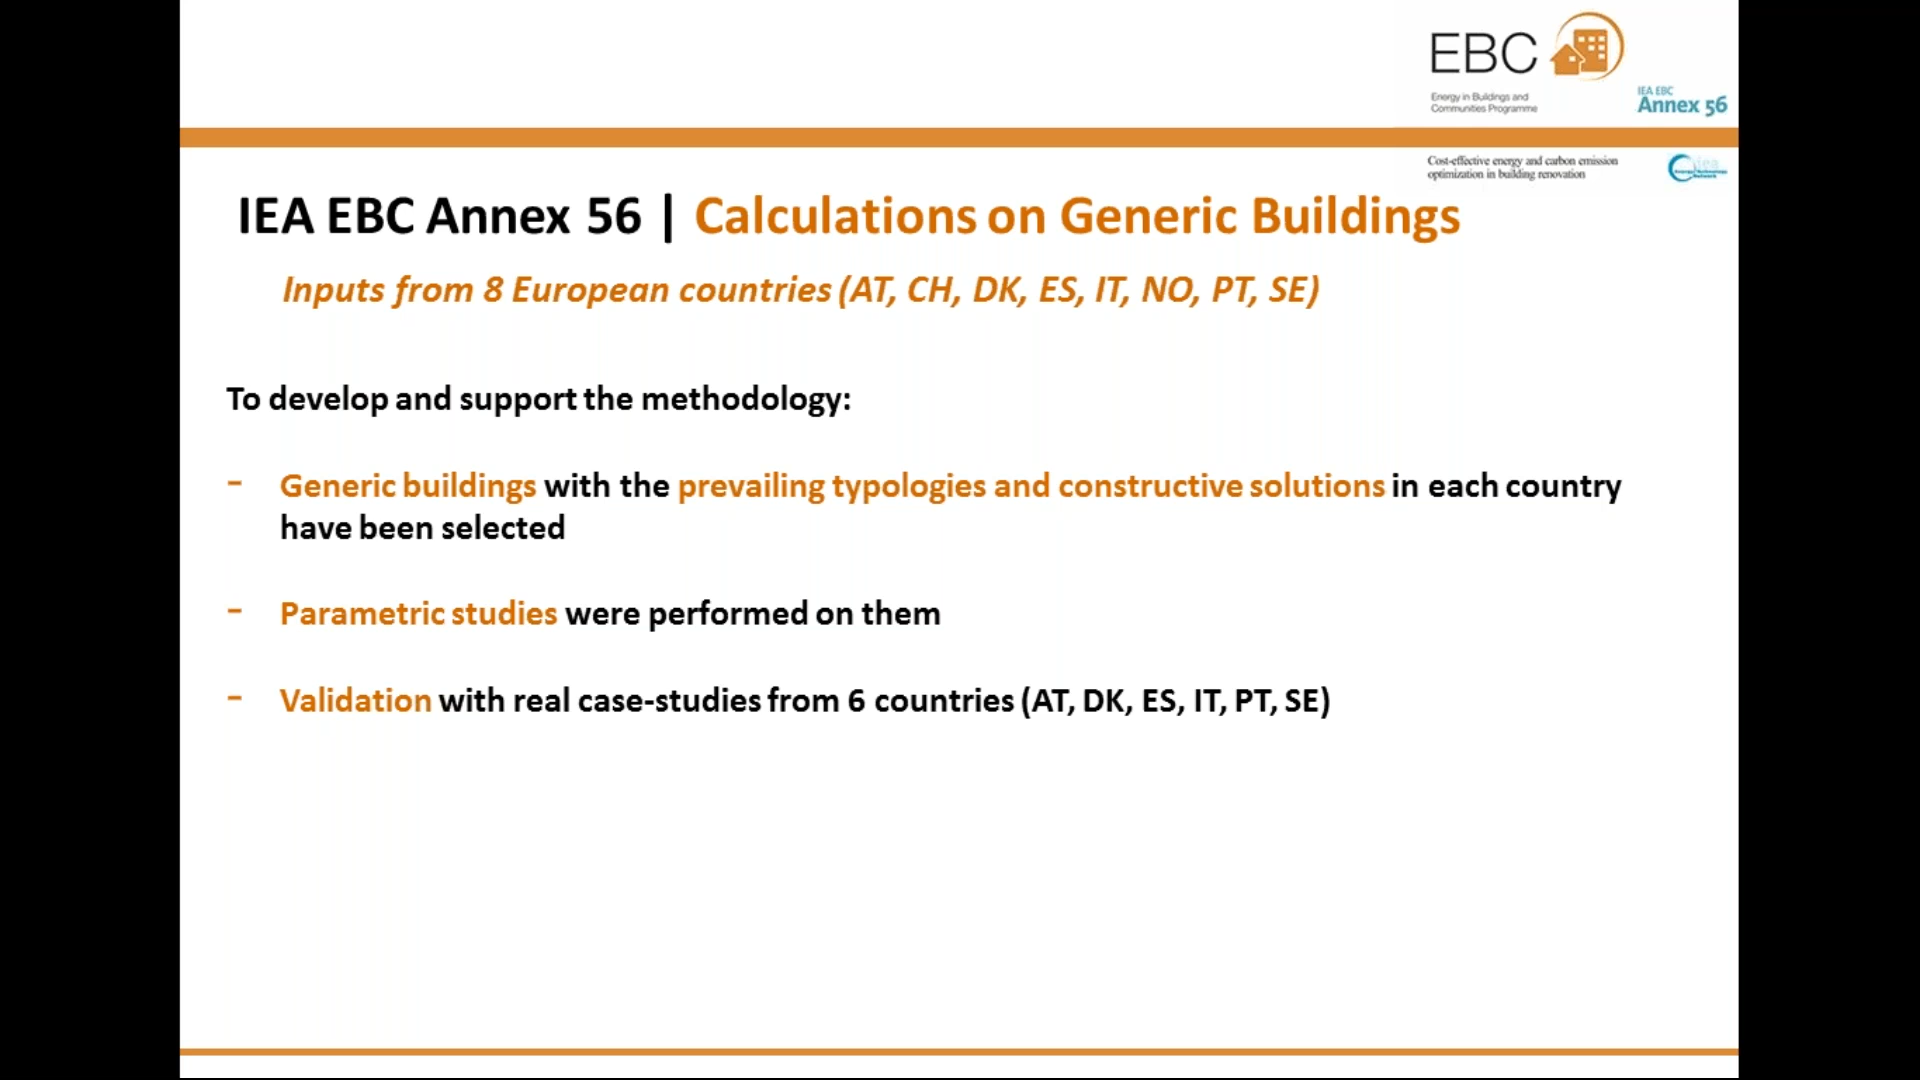 EBC
Energy in Buildings and
Communities Programme
IEA EBC
Annex 56
Cost-effective energy and carbon emission
optimization in building renovation
IEA EBC Annex 56 | Calculations on Generic Buildings
Inputs from 8 European countries (AT, CH, DK, ES, IT, NO, PT, SE)
To develop and support the methodology:
- Generic buildings with the prevailing typologies and constructive solutions in each country
have been selected
- Parametric studies were performed on them
- Validation with real case-studies from 6 countries (AT, DK, ES, IT, PT, SE)